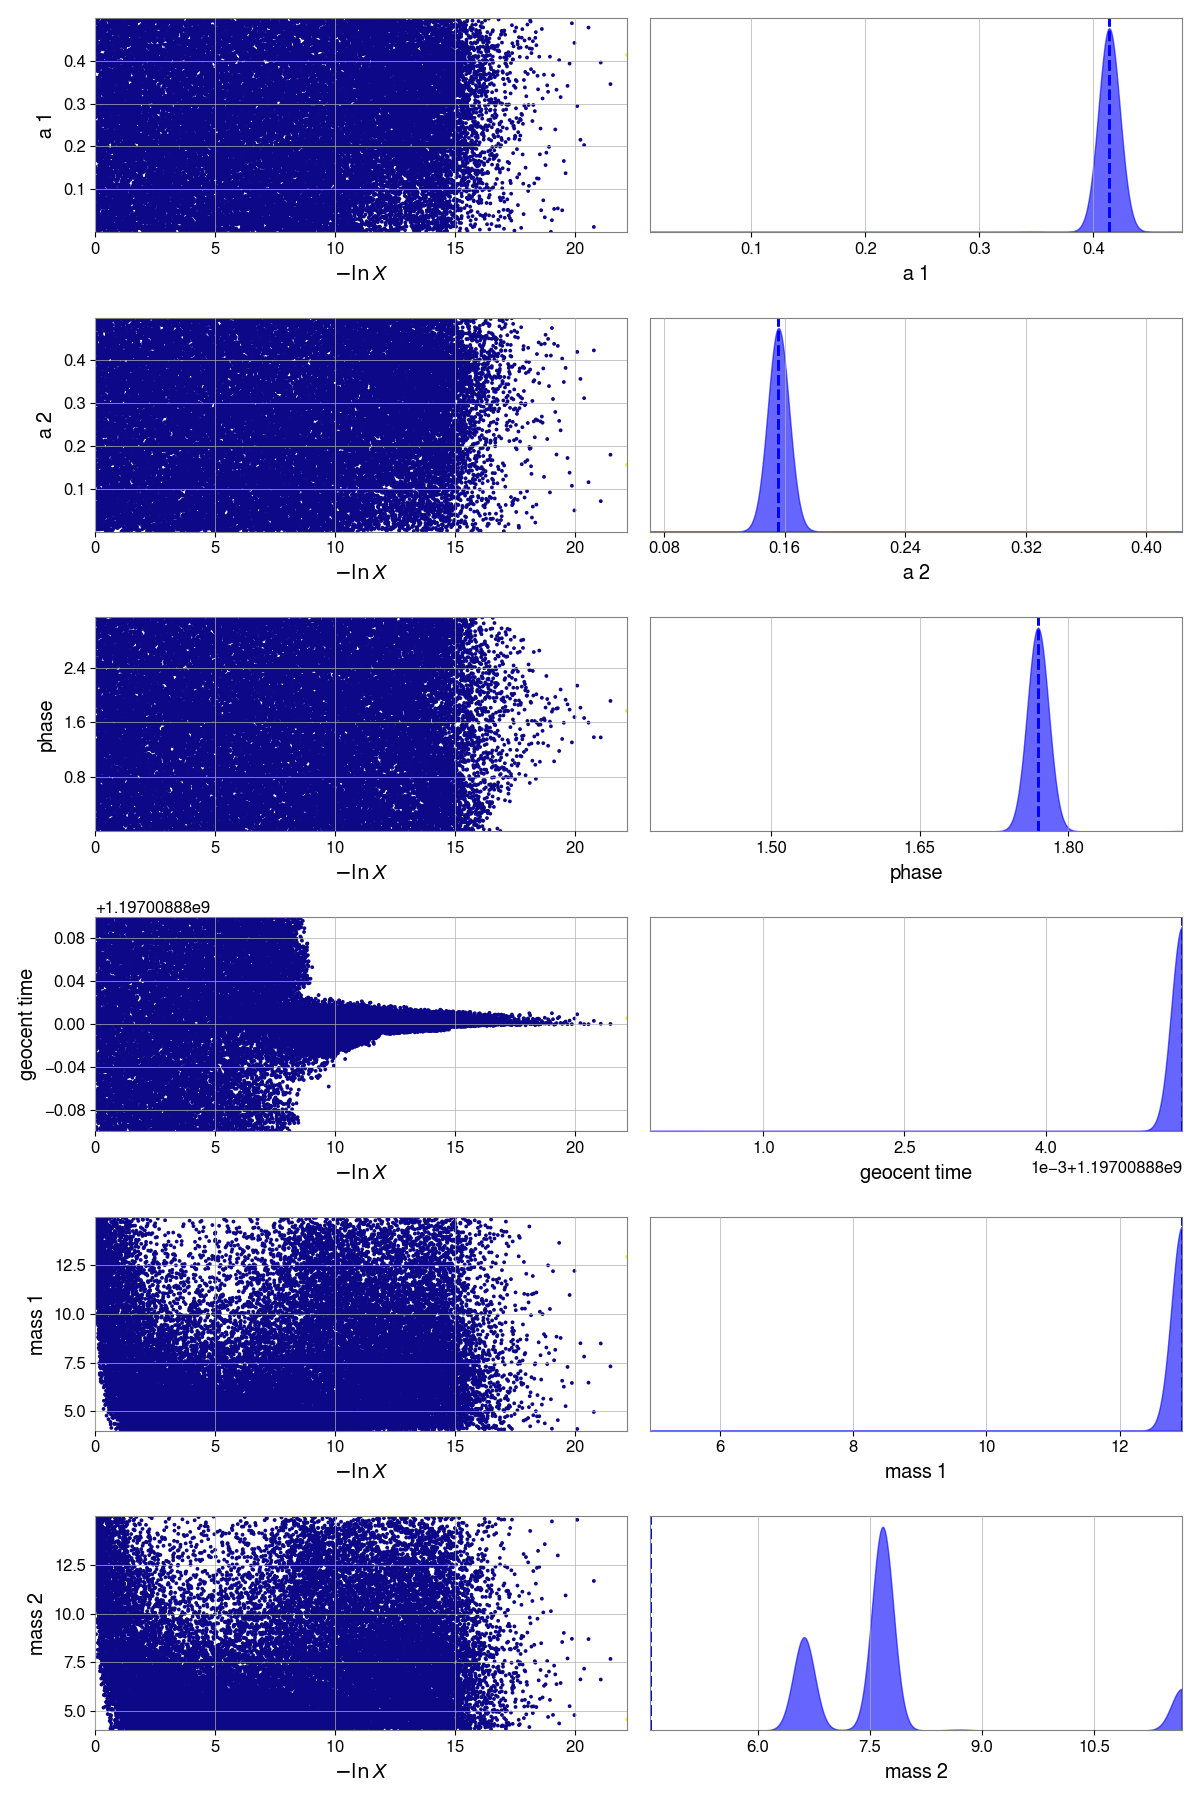 0.4
0.3
0.2
0.1
a 1
0 5 10 15 20
−ln X
0.1 0.2 0.3 0.4
a 1
0.4
0.3
0.2
0.1
a 2
0 5 10 15 20
−ln X
0.08 0.16 0.24 0.32 0.40
a 2
2.4
1.6
0.8
phase
0 5 10 15 20
−ln X
1.50 1.65 1.80
phase
+1.19700888e9
0.08
0.04
0.00
−0.04
−0.08
geocent time
0 5 10 15 20
−ln X
1.0 2.5 4.0
geocent time
1e−3+1.19700888e9
12.5
10.0
7.5
5.0
mass 1
0 5 10 15 20
−ln X
6 8 10 12
mass 1
12.5
10.0
7.5
5.0
mass 2
0 5 10 15 20
−ln X
6.0 7.5 9.0 10.5
mass 2